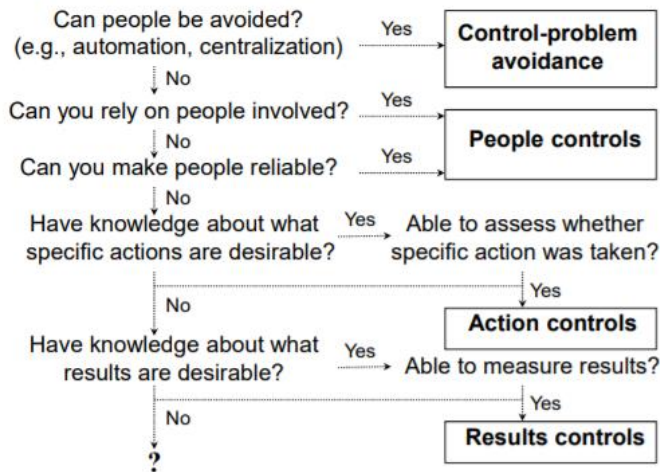 Can people be avoided?
(e.g., automation, centralization)
Yes
Control-problem
avoidance
No
Can you rely on people involved?
Yes
People controls
No
Can you make people reliable?
Yes
No
Have knowledge about what
specific actions are desirable?
Yes
Able to assess whether
specific action was taken?
No
Yes
Action controls
Have knowledge about what
results are desirable?
Yes
Able to measure results?
No
Yes
Results controls
?